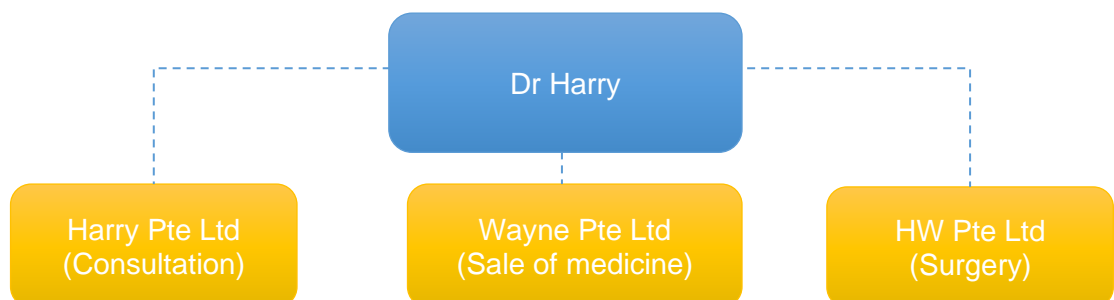 Dr Harry
Harry Pte Ltd
(Consultation)
Wayne Pte Ltd
(Sale of medicine)
HW Pte Ltd
(Surgery)